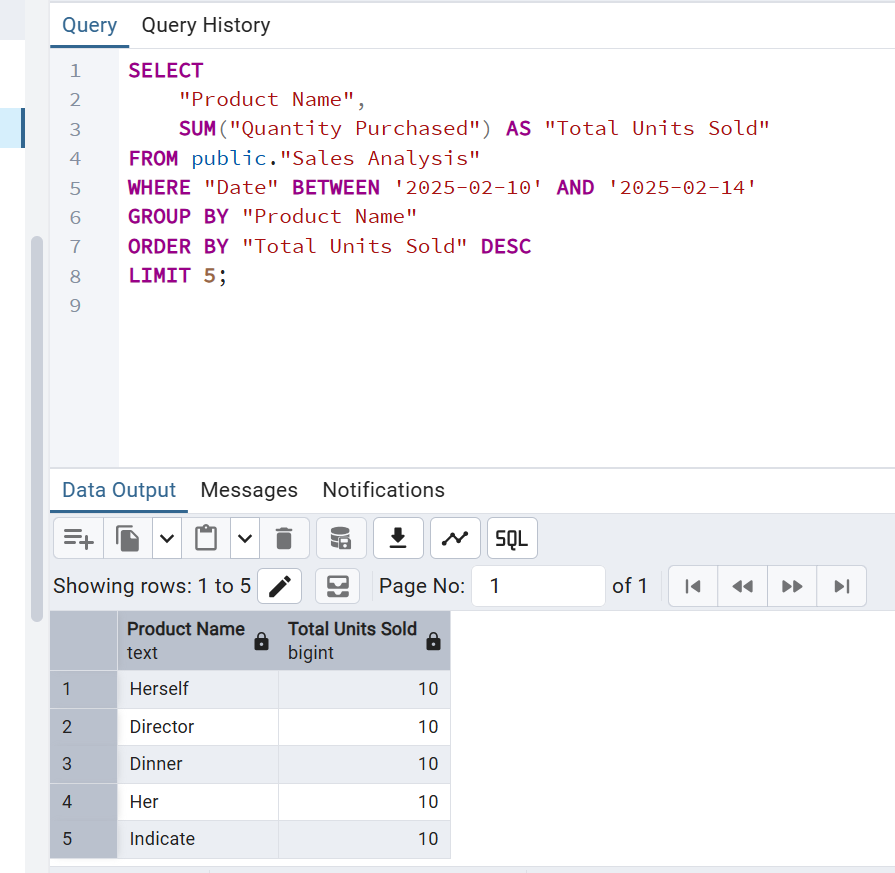 Query Query History
1 SELECT
2 "Product Name",
3 SUM("Quantity Purchased") AS "Total Units Sold"
4 FROM public."Sales Analysis"
5 WHERE "Date" BETWEEN '2025-02-10' AND '2025-02-14'
6 GROUP BY "Product Name"
7 ORDER BY "Total Units Sold" DESC
8 LIMIT 5;
9
Data Output Messages Notifications
SQL
Showing rows: 1 to 5 Page No: 1 of 1
Product Name Total Units Sold
text bigint
1 Herself 10
2 Director 10
3 Dinner 10
4 Her 10
5 Indicate 10